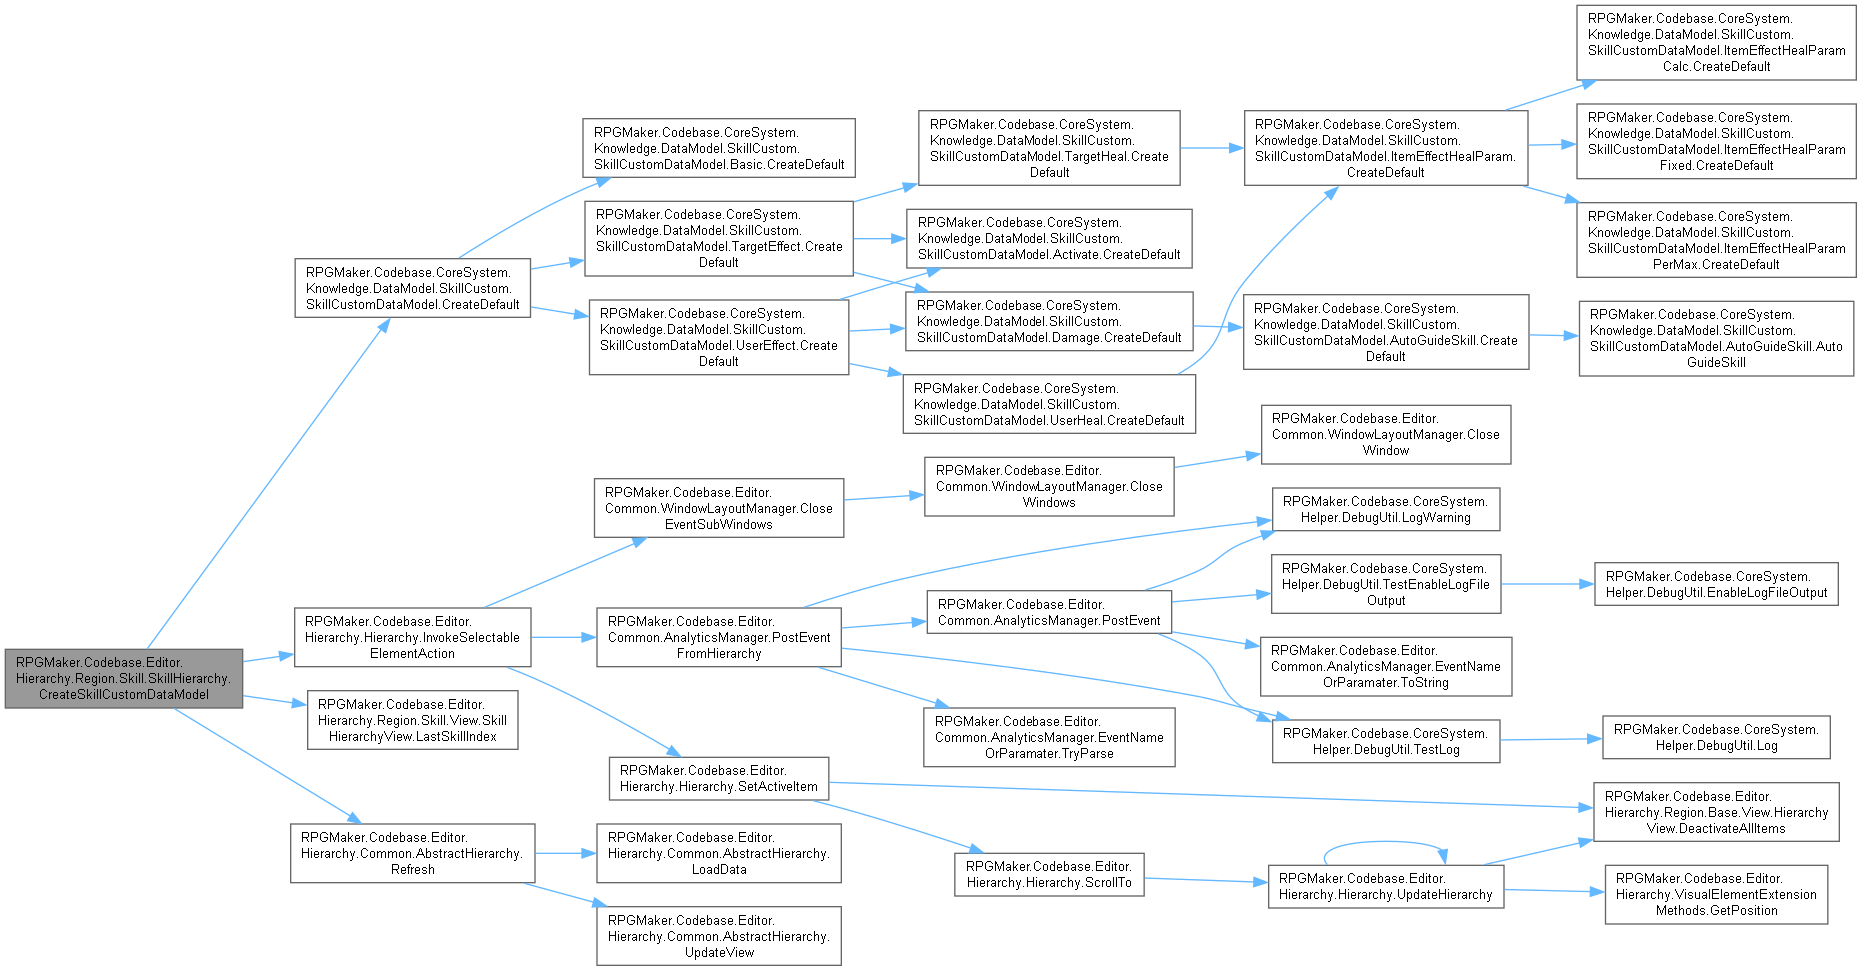 RPGMaker.Codebase.Editor.
Hierarchy.Region.Skill.SkillHierarchy.
CreateSkillCustomDataModel
RPGMaker.Codebase.CoreSystem.
Knowledge.DataModel.SkillCustom.
SkillCustomDataModel.CreateDefault
RPGMaker.Codebase.Editor.
Hierarchy.Hierarchy.InvokeSelectable
ElementAction
RPGMaker.Codebase.Editor.
Hierarchy.Region.Skill.View.Skill
HierarchyView.LastSkillIndex
RPGMaker.Codebase.Editor.
Hierarchy.Common.AbstractHierarchy.
Refresh
RPGMaker.Codebase.CoreSystem.
Knowledge.DataModel.SkillCustom.
SkillCustomDataModel.Basic.CreateDefault
RPGMaker.Codebase.CoreSystem.
Knowledge.DataModel.SkillCustom.
SkillCustomDataModel.TargetEffect.Create
Default
RPGMaker.Codebase.CoreSystem.
Knowledge.DataModel.SkillCustom.
SkillCustomDataModel.UserEffect.Create
Default
RPGMaker.Codebase.Editor.
Common.WindowLayoutManager.Close
EventSubWindows
RPGMaker.Codebase.Editor.
Common.AnalyticsManager.PostEvent
FromHierarchy
RPGMaker.Codebase.Editor.
Hierarchy.Hierarchy.SetActiveItem
RPGMaker.Codebase.Editor.
Hierarchy.Common.AbstractHierarchy.
LoadData
RPGMaker.Codebase.Editor.
Hierarchy.Common.AbstractHierarchy.
UpdateView
RPGMaker.Codebase.CoreSystem.
Knowledge.DataModel.SkillCustom.
SkillCustomDataModel.TargetHeal.Create
Default
RPGMaker.Codebase.CoreSystem.
Knowledge.DataModel.SkillCustom.
SkillCustomDataModel.Activate.CreateDefault
RPGMaker.Codebase.CoreSystem.
Knowledge.DataModel.SkillCustom.
SkillCustomDataModel.Damage.CreateDefault
RPGMaker.Codebase.CoreSystem.
Knowledge.DataModel.SkillCustom.
SkillCustomDataModel.UserHeal.CreateDefault
RPGMaker.Codebase.Editor.
Common.WindowLayoutManager.Close
Windows
RPGMaker.Codebase.Editor.
Common.AnalyticsManager.PostEvent
RPGMaker.Codebase.Editor.
Common.AnalyticsManager.EventName
OrParamater.TryParse
RPGMaker.Codebase.Editor.
Hierarchy.Hierarchy.ScrollTo
RPGMaker.Codebase.CoreSystem.
Knowledge.DataModel.SkillCustom.
SkillCustomDataModel.ItemEffectHealParam.
CreateDefault
RPGMaker.Codebase.CoreSystem.
Knowledge.DataModel.SkillCustom.
SkillCustomDataModel.AutoGuideSkill.Create
Default
RPGMaker.Codebase.Editor.
Common.WindowLayoutManager.Close
Window
RPGMaker.Codebase.CoreSystem.
Helper.DebugUtil.LogWarning
RPGMaker.Codebase.CoreSystem.
Helper.DebugUtil.TestEnableLogFile
Output
RPGMaker.Codebase.Editor.
Common.AnalyticsManager.EventName
OrParamater.ToString
RPGMaker.Codebase.CoreSystem.
Helper.DebugUtil.TestLog
RPGMaker.Codebase.Editor.
Hierarchy.Hierarchy.UpdateHierarchy
RPGMaker.Codebase.CoreSystem.
Knowledge.DataModel.SkillCustom.
SkillCustomDataModel.ItemEffectHealParam
Calc.CreateDefault
RPGMaker.Codebase.CoreSystem.
Knowledge.DataModel.SkillCustom.
SkillCustomDataModel.ItemEffectHealParam
Fixed.CreateDefault
RPGMaker.Codebase.CoreSystem.
Knowledge.DataModel.SkillCustom.
SkillCustomDataModel.ItemEffectHealParam
PerMax.CreateDefault
RPGMaker.Codebase.CoreSystem.
Knowledge.DataModel.SkillCustom.
SkillCustomDataModel.AutoGuideSkill.Auto
GuideSkill
RPGMaker.Codebase.CoreSystem.
Helper.DebugUtil.EnableLogFileOutput
RPGMaker.Codebase.CoreSystem.
Helper.DebugUtil.Log
RPGMaker.Codebase.Editor.
Hierarchy.Region.Base.View.Hierarchy
View.DeactivateAllItems
RPGMaker.Codebase.Editor.
Hierarchy.VisualElementExtension
Methods.GetPosition